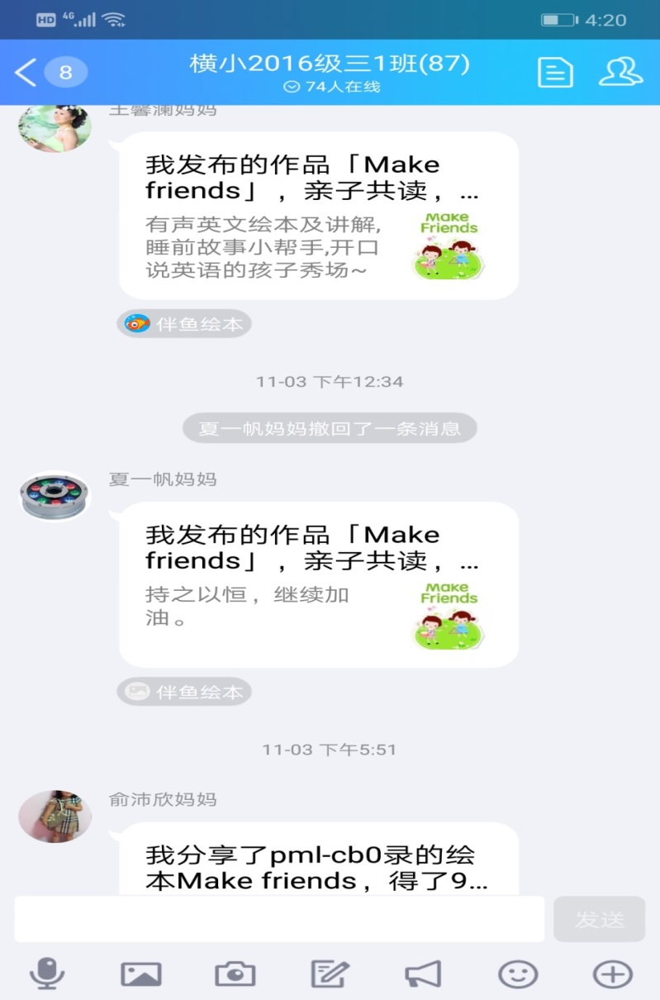 HD 4G 4:20
8
横小2016级三1班(87)
74人在线
王馨澜妈妈
我发布的作品「Make
friends」，亲子共读，...
有声英文绘本及讲解,
睡前故事小帮手,开口
说英语的孩子秀场~
Make
Friends
伴鱼绘本
11-03 下午12:34
夏一帆妈妈撤回了一条消息
夏一帆妈妈
我发布的作品「Make
friends」，亲子共读，...
持之以恒，继续加
油。
Make
Friends
伴鱼绘本
11-03 下午5:51
俞沛欣妈妈
我分享了pml-cb0录的绘
本Make friends，得了9...
发送